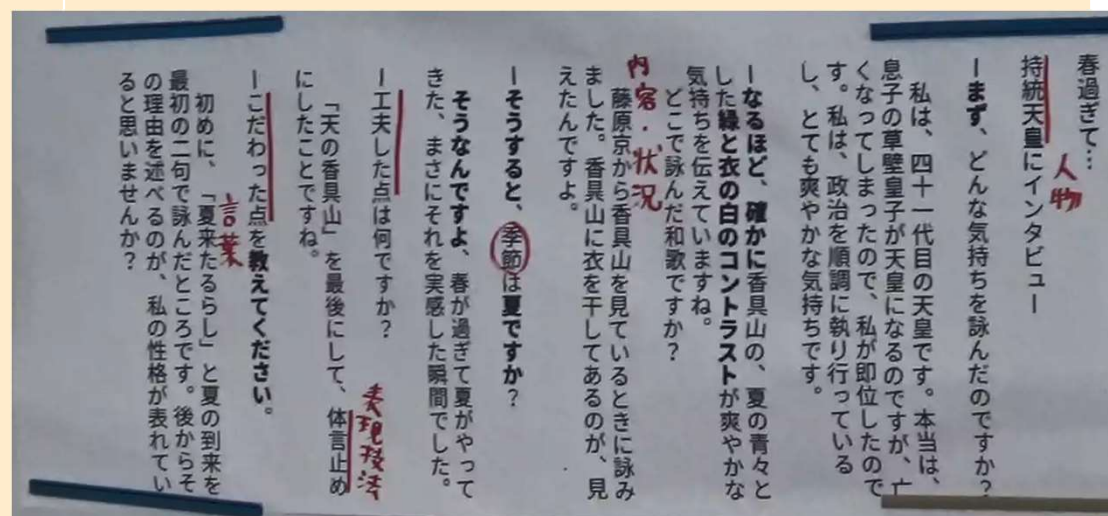 春過ぎて…
持統天皇にインタビュー
人物
ーまず、どんな気持ちを詠んだのですか？
私は、四十一代目の天皇です。本当は、
息子の草壁皇子が天皇になるのですが、亡
くなってしまったので、私が即位したので
す。私は、政治を順調に執り行っている
し、とても爽やかな気持ちです。
ーなるほど、確かに香具山の、夏の青々と
した緑と衣の白のコントラストが爽やかな
気持ちを伝えていますね。
どこで詠んだ和歌ですか？
内容・状況
藤原京から香具山を見ているときに詠み
ました。香具山に衣を干してあるのが、見
えたんですよ。
ーそうすると、季節は夏ですか？
そうなんですよ、春が過ぎて夏がやって
きた、まさにそれを実感した瞬間でした。
ー工夫した点は何ですか？
表現技法
「天の香具山」を最後にして、体言止め
にしたことですね。
ーこだわった点を教えてください。
言葉
初めに、「夏来たるらし」と夏の到来を
最初の二句で詠んだところです。後からそ
の理由を述べるのが、私の性格が表れてい
ると思いませんか？